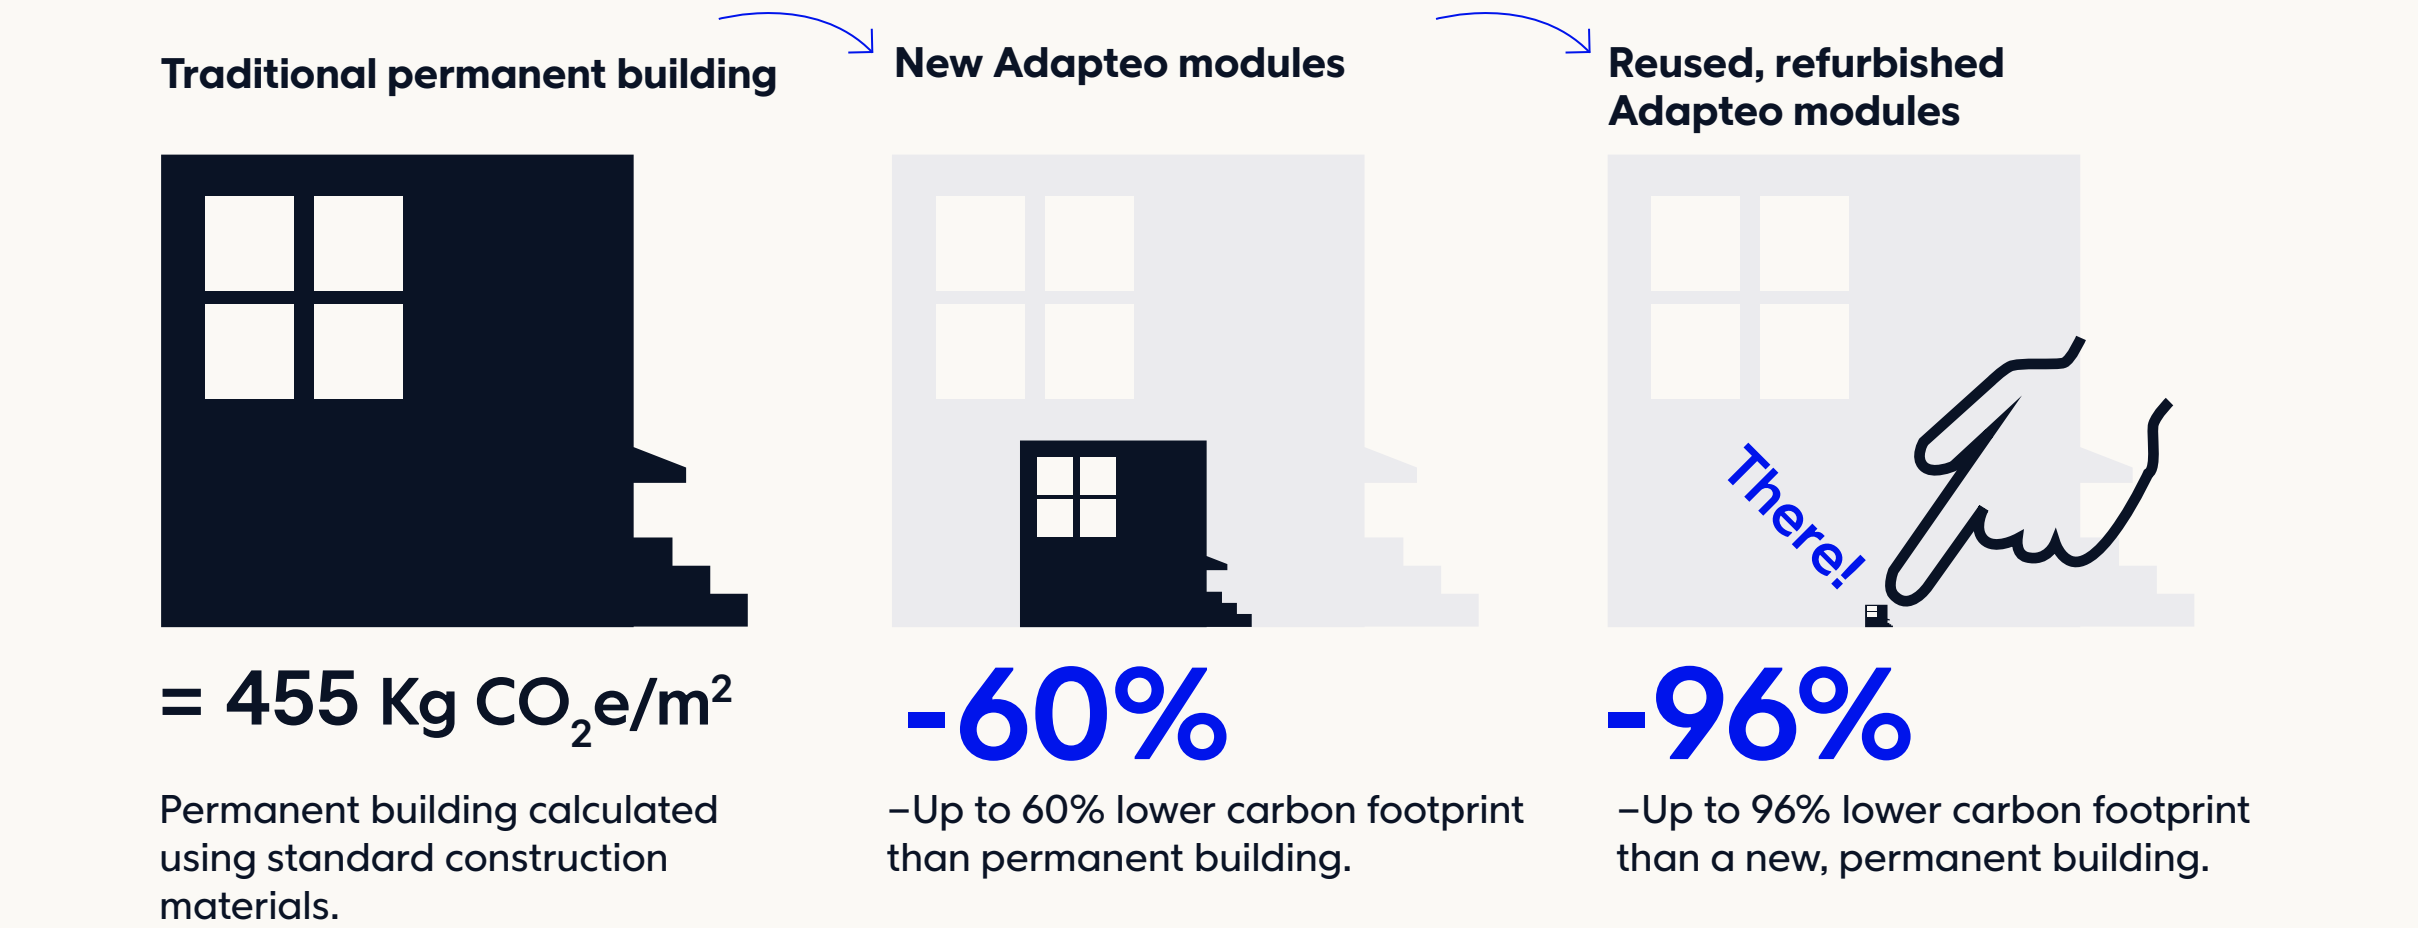 Traditional permanent building
New Adapteo modules
Reused, refurbished
Adapteo modules
There!
= 455 Kg CO₂e/m²
-60%
-96%
Permanent building calculated
using standard construction
materials.
–Up to 60% lower carbon footprint
than permanent building.
–Up to 96% lower carbon footprint
than a new, permanent building.